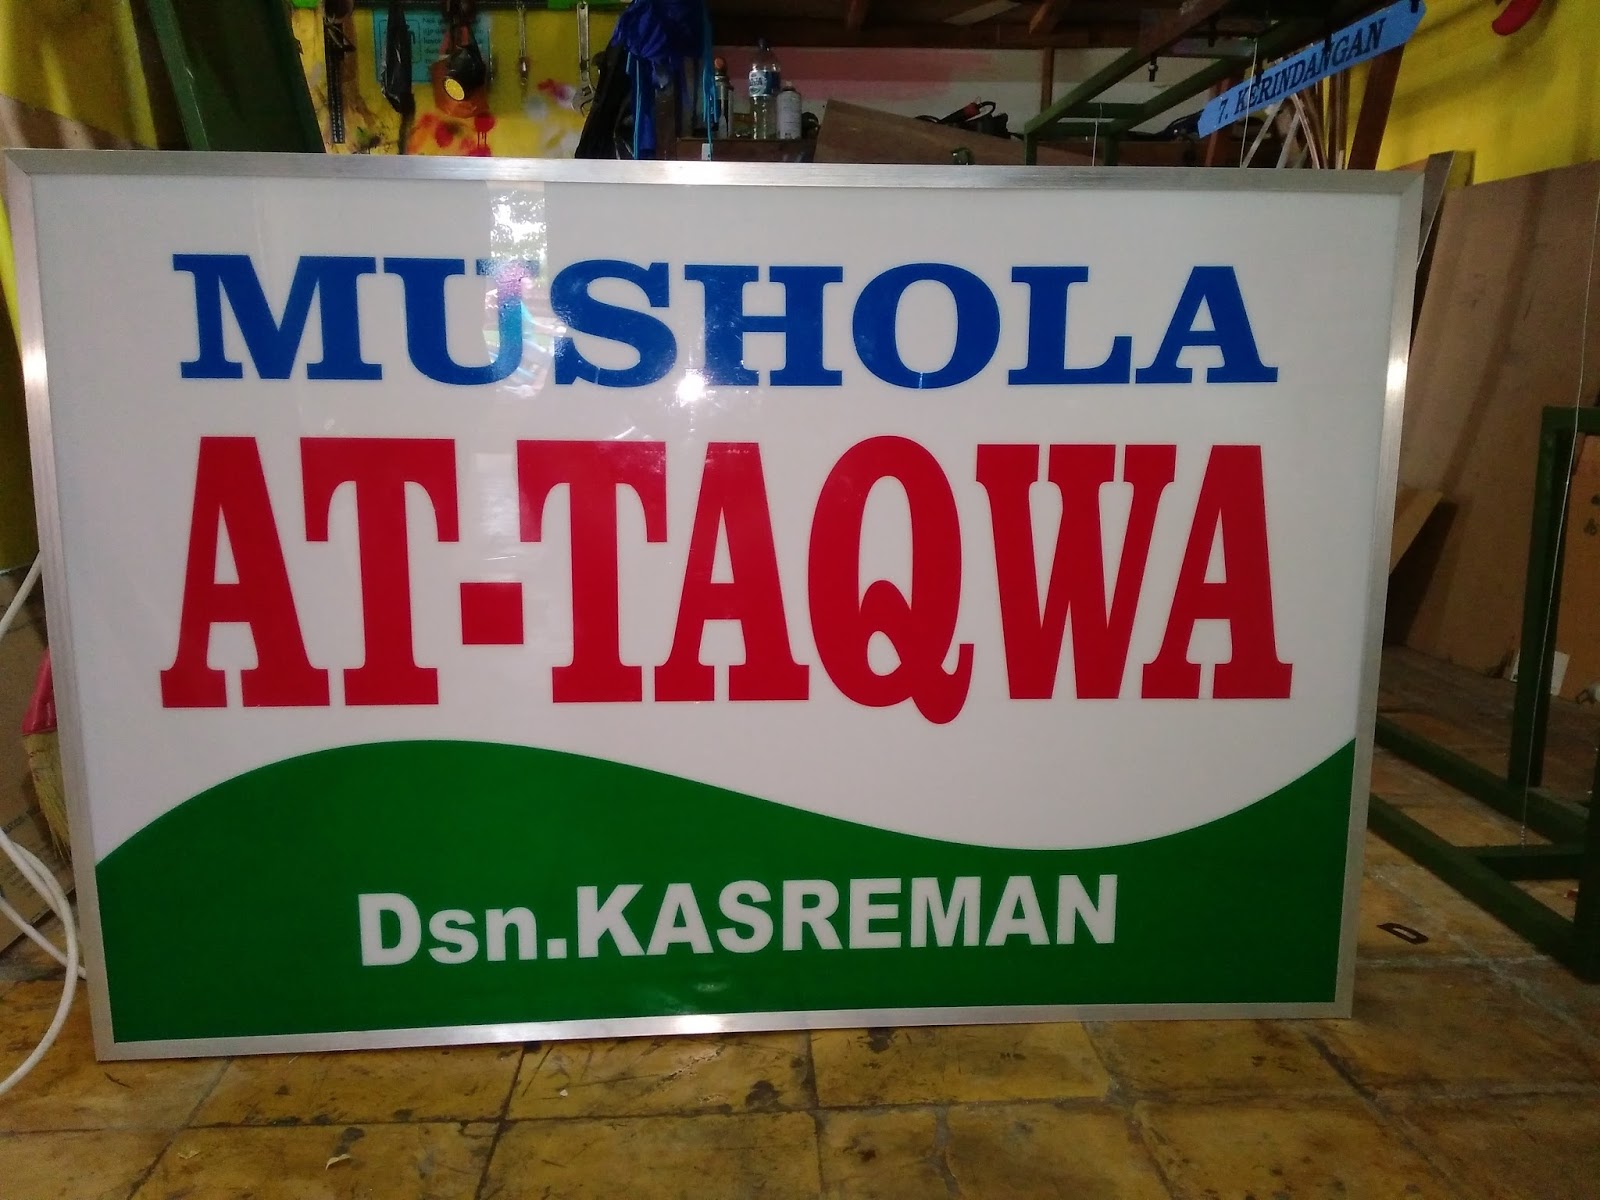 7. KERINDANGAN
MUSHOLA
AT-TAQWA
Dsn.KASREMAN